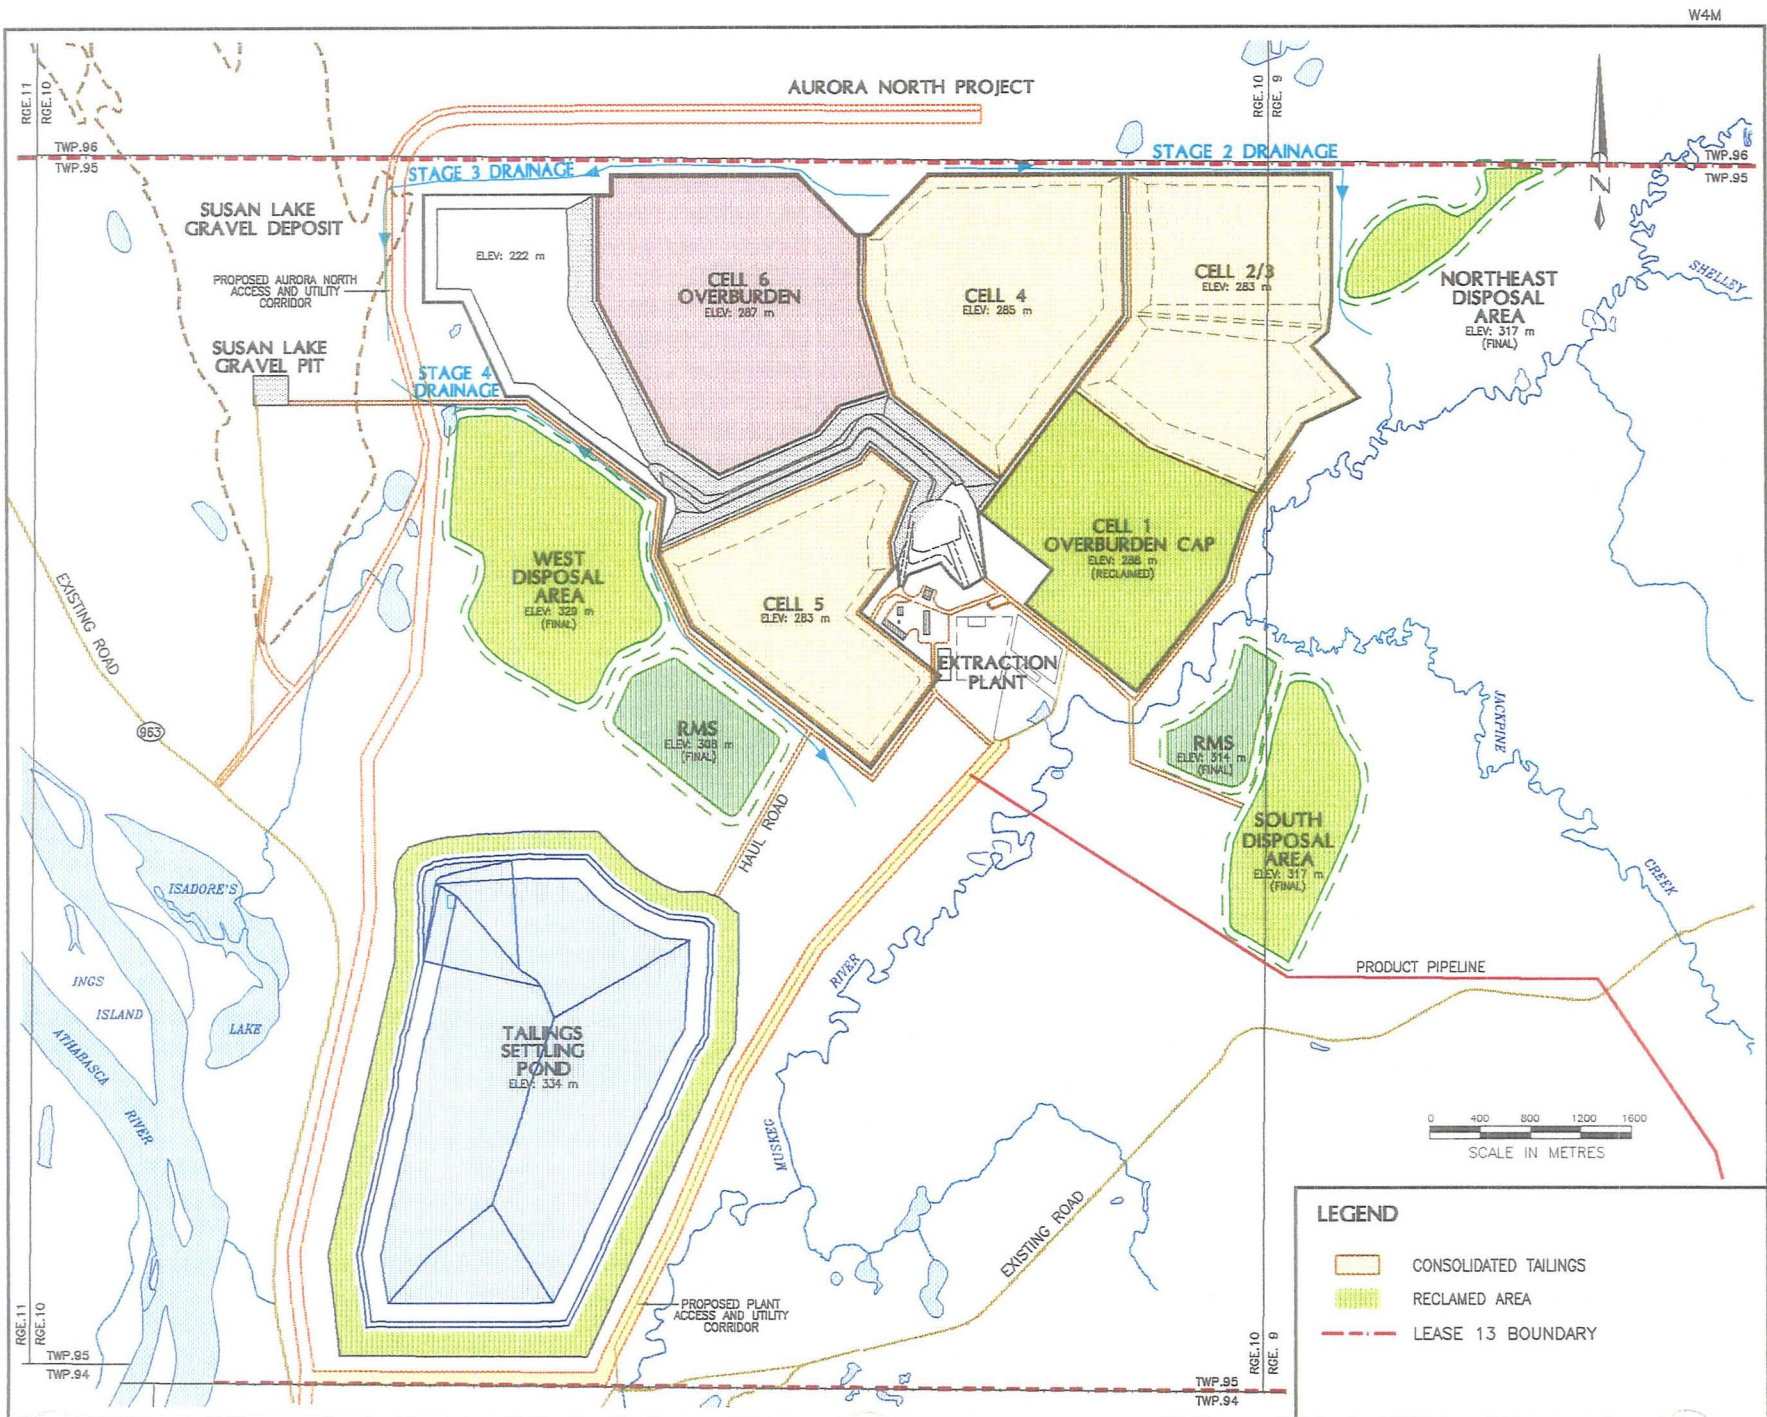 W4M
RGE.11
RGE.10
AURORA NORTH PROJECT
RGE.10
RGE. 9
TWP.96
TWP.95
STAGE 3 DRAINAGE
STAGE 2 DRAINAGE
TWP.96
TWP.95
N
SUSAN LAKE
GRAVEL DEPOSIT
ELEV: 222 m
PROPOSED AURORA NORTH
ACCESS AND UTILITY
CORRIDOR
CELL 6
OVERBURDEN
ELEV: 287 m
CELL 4
ELEV: 285 m
CELL 2/3
ELEV: 283 m
NORTHEAST
DISPOSAL
AREA
ELEV: 317 m
(FINAL)
SHELLEY
SUSAN LAKE
GRAVEL PIT
STAGE 4
DRAINAGE
WEST
DISPOSAL
AREA
ELEV: 329 m
(FINAL)
CELL 1
OVERBURDEN CAP
ELEV: 288 m
(RECLAIMED)
CELL 5
ELEV: 283 m
EXISTING ROAD
963
EXTRACTION
PLANT
RMS
ELEV: 308 m
(FINAL)
RMS
ELEV: 314 m
(FINAL)
JACKPINE
CREEK
HAUL ROAD
SOUTH
DISPOSAL
AREA
ELEV: 317 m
(FINAL)
ISADORE'S
LAKE
INGS
ISLAND
ATHABASCA
RIVER
RIVER
MUSKEG
PRODUCT PIPELINE
TAILINGS
SETTLING
POND
ELEV: 334 m
0 400 800 1200 1600
SCALE IN METRES
EXISTING ROAD
PROPOSED PLANT
ACCESS AND UTILITY
CORRIDOR
LEGEND
CONSOLIDATED TAILINGS
RECLAIMED AREA
LEASE 13 BOUNDARY
RGE.11
RGE.10
TWP.95
TWP.94
RGE.10
RGE. 9
TWP.95
TWP.94